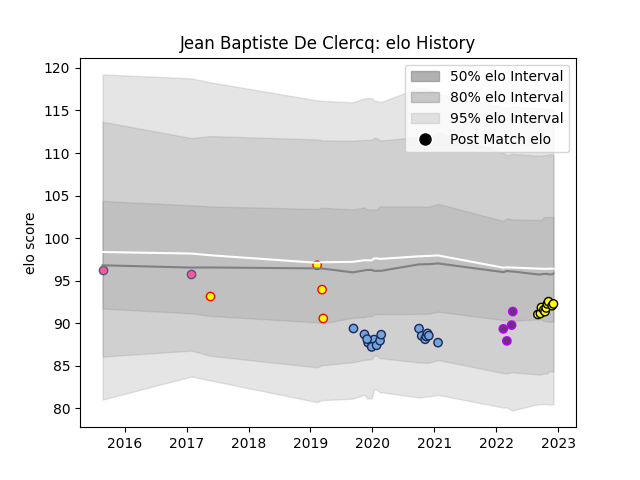 Jean Baptiste De Clercq: elo History
50% elo Interval
80% elo Interval
95% elo Interval
Post Match elo
elo score
120
115
110
105
100
95
90
85
80
2016
2017
2018
2019
2020
2021
2022
2023